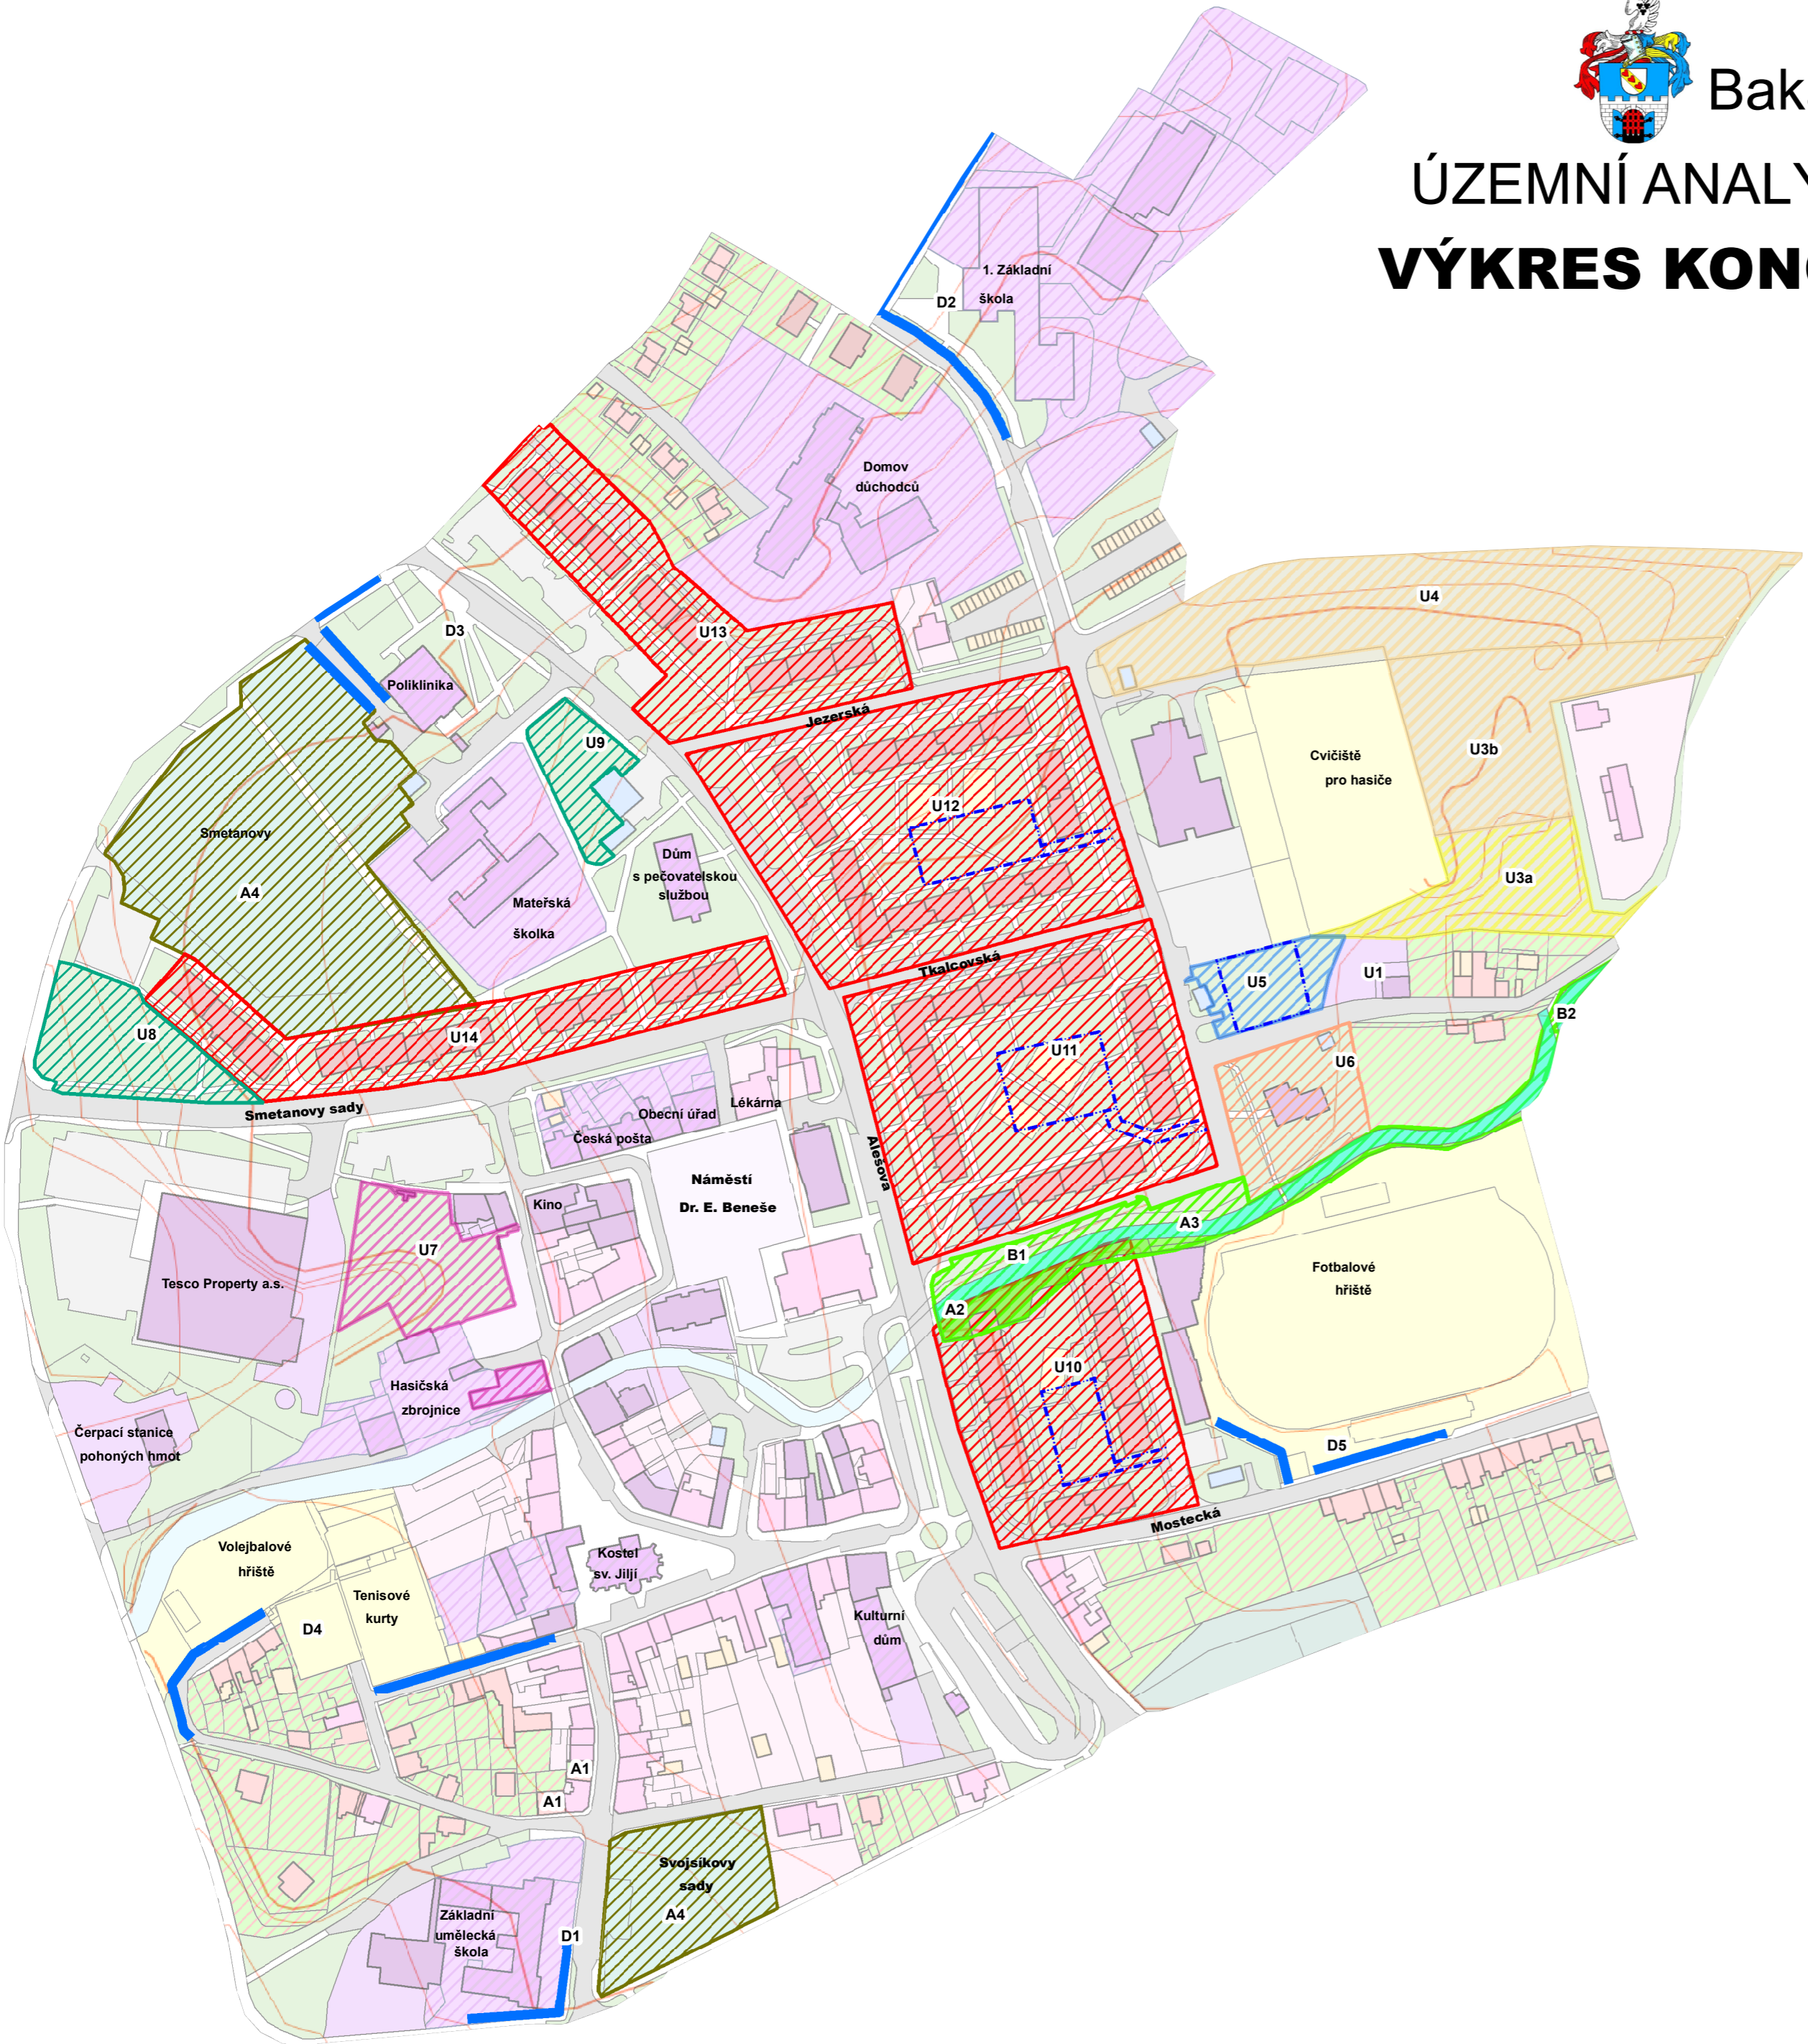 Bak
ÚZEMNÍ ANALY
VÝKRES KONC
1. Základní
škola
D2
Domov
důchodců
U4
D3
U13
Poliklinika
Jezerská
U9
U3b
Cvičiště
pro hasiče
U12
Smetanovy
A4
Dům
s pečovatelskou
službou
U3a
Mateřská
školka
Tkalcovská
U5
U1
B2
U8
U14
U11
U6
Smetanovy sady
Lékárna
Obecní úřad
Česká pošta
Alešova
Náměstí
Dr. E. Beneše
Kino
A3
U7
B1
Tesco Property a.s.
Fotbalové
hřiště
A2
U10
Hasičská
zbrojnice
Čerpací stanice
pohoných hmot
D5
Mostecká
Volejbalové
hřiště
Kostel
sv. Jiljí
Tenisové
kurty
D4
Kulturní
dům
A1
A1
Svojsíkovy
sady
A4
Základní
umělecká
škola
D1